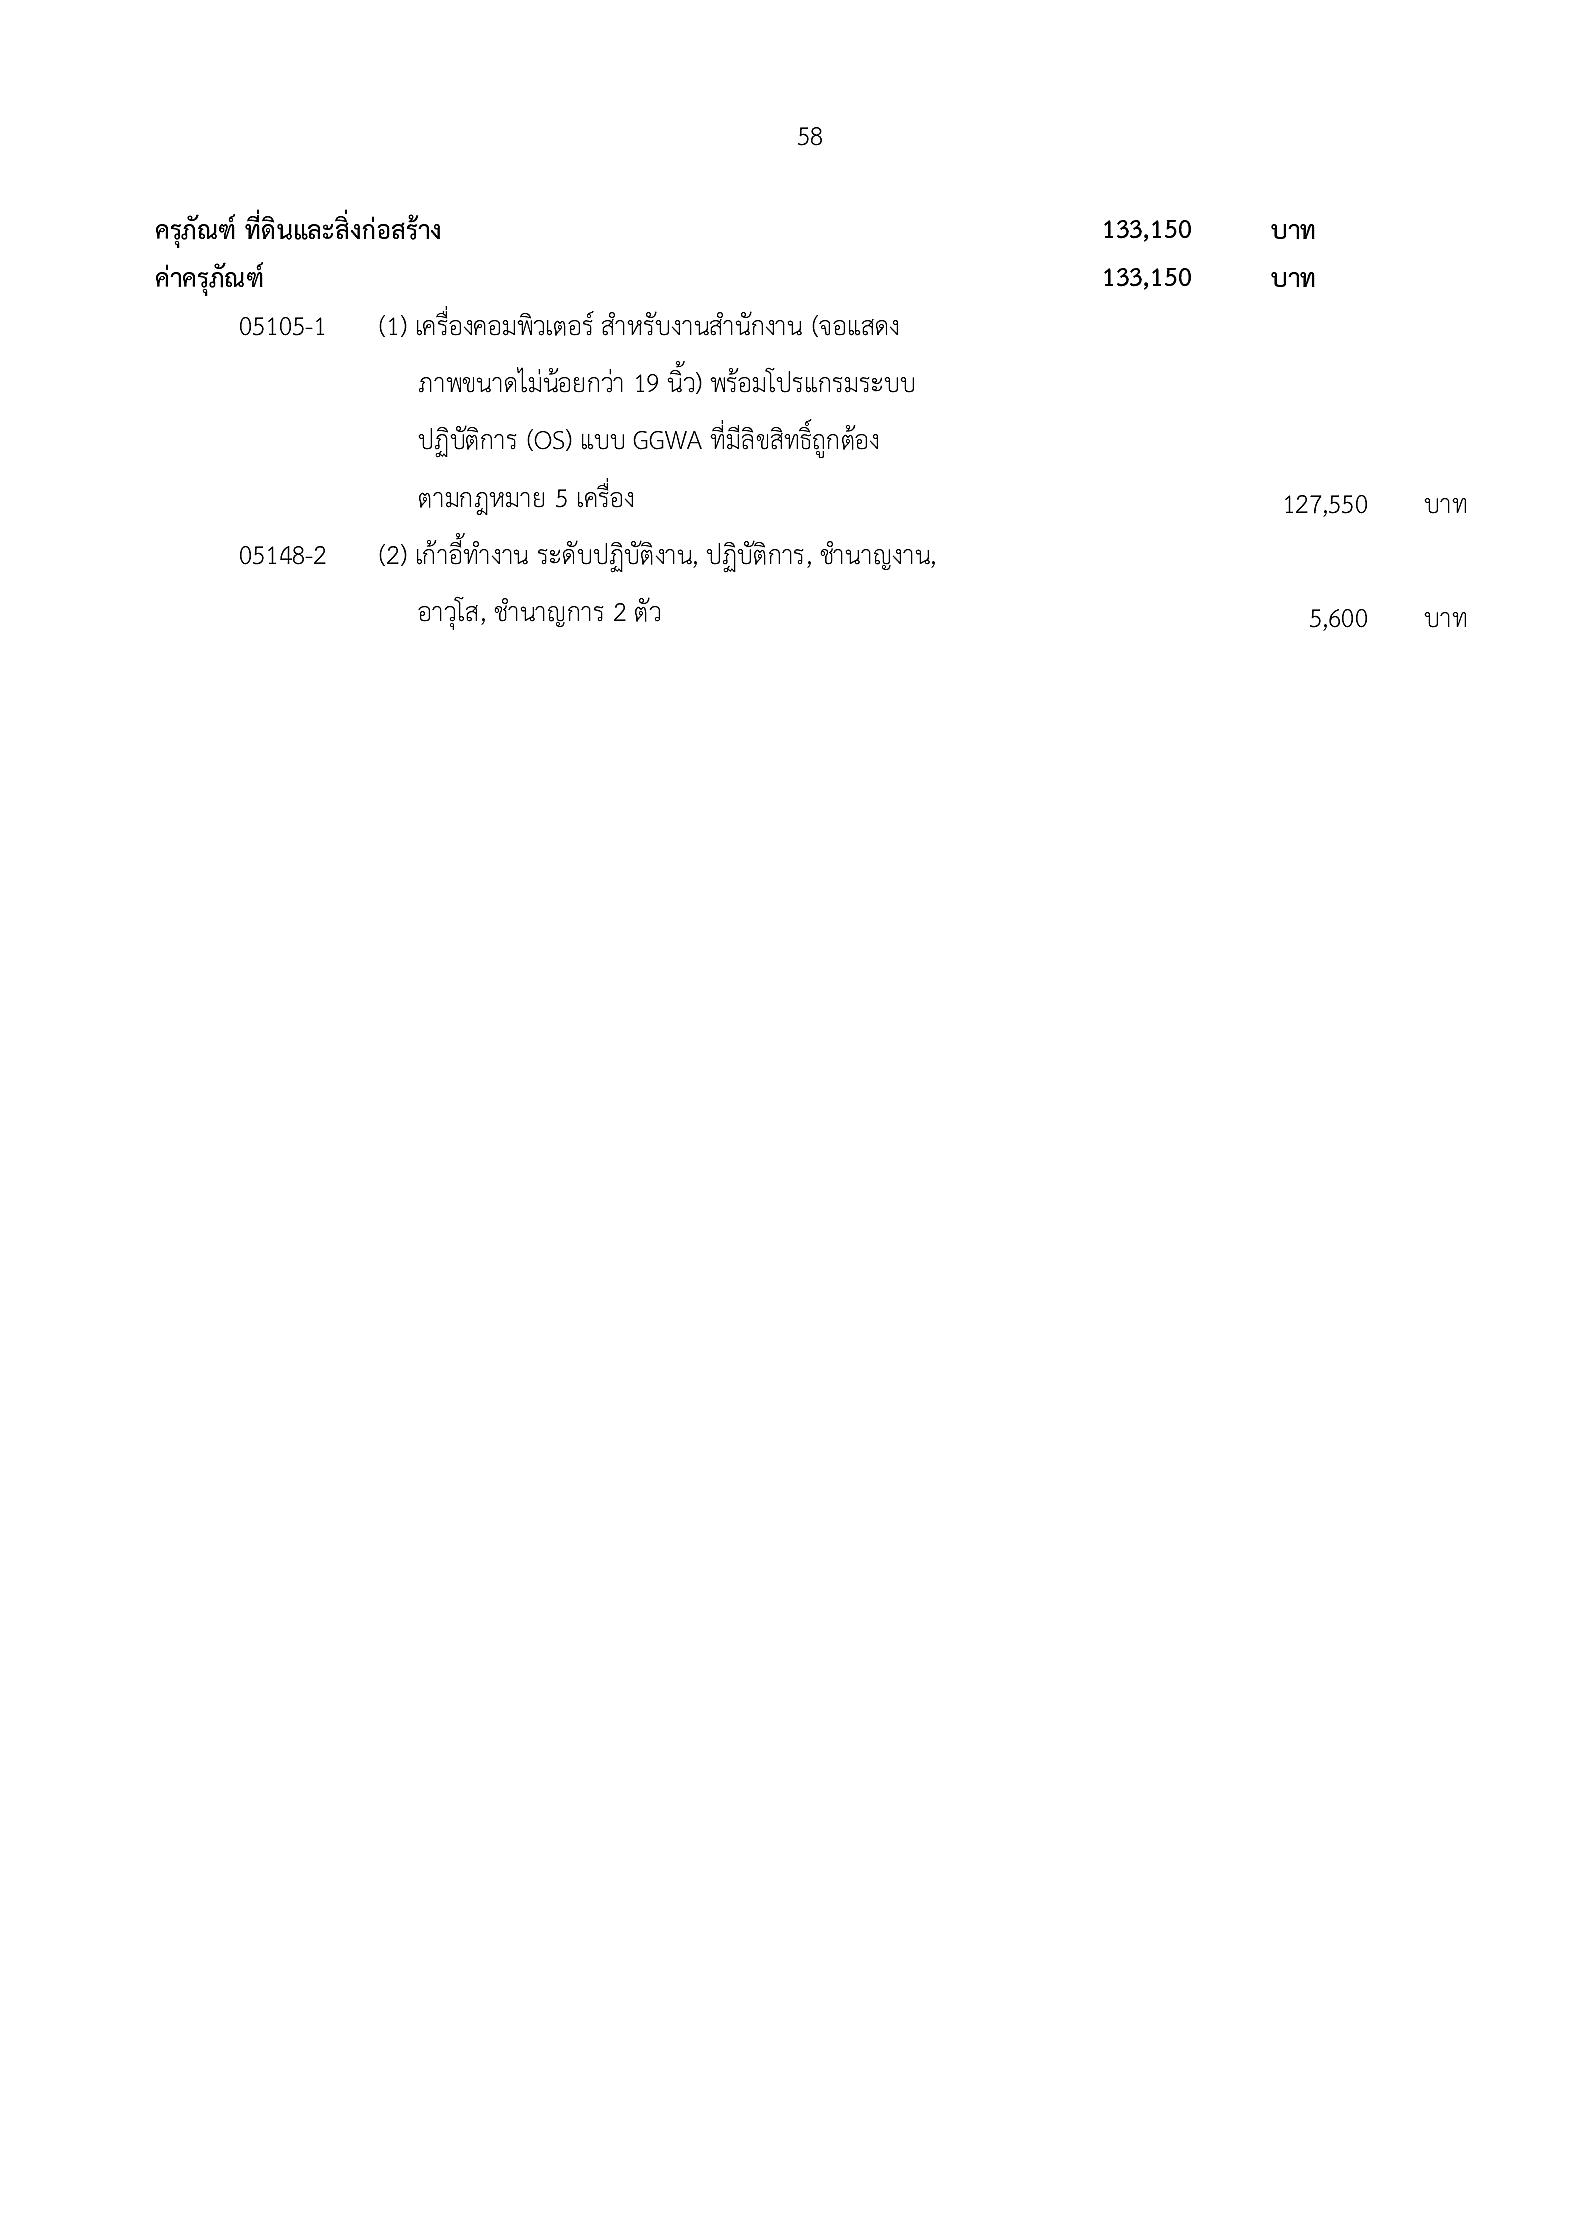 58
ครุภัณฑ์ ที่ดินและสิ่งก่อสร้าง 133,150 บาท
ค่าครุภัณฑ์ 133,150 บาท
05105-1 (1) เครื่องคอมพิวเตอร์ สำหรับงานสำนักงาน (จอแสดง
ภาพขนาดไม่น้อยกว่า 19 นิ้ว) พร้อมโปรแกรมระบบ
ปฏิบัติการ (OS) แบบ GGWA ที่มีลิขสิทธิ์ถูกต้อง
ตามกฎหมาย 5 เครื่อง 127,550 บาท
05148-2 (2) เก้าอี้ทำงาน ระดับปฏิบัติงาน, ปฏิบัติการ, ชำนาญงาน,
อาวุโส, ชำนาญการ 2 ตัว 5,600 บาท